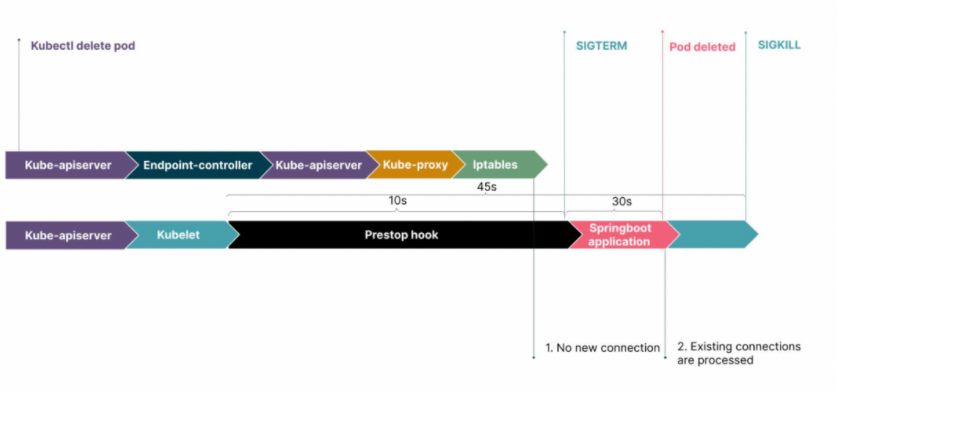 Kubectl delete pod
SIGTERM
Pod deleted
SIGKILL
Kube-apiserver
Endpoint-controller
Kube-apiserver
Kube-proxy
Iptables
45s
10s
30s
Kube-apiserver
Kubelet
Prestop hook
Springboot
application
1. No new connection
2. Existing connections
are processed